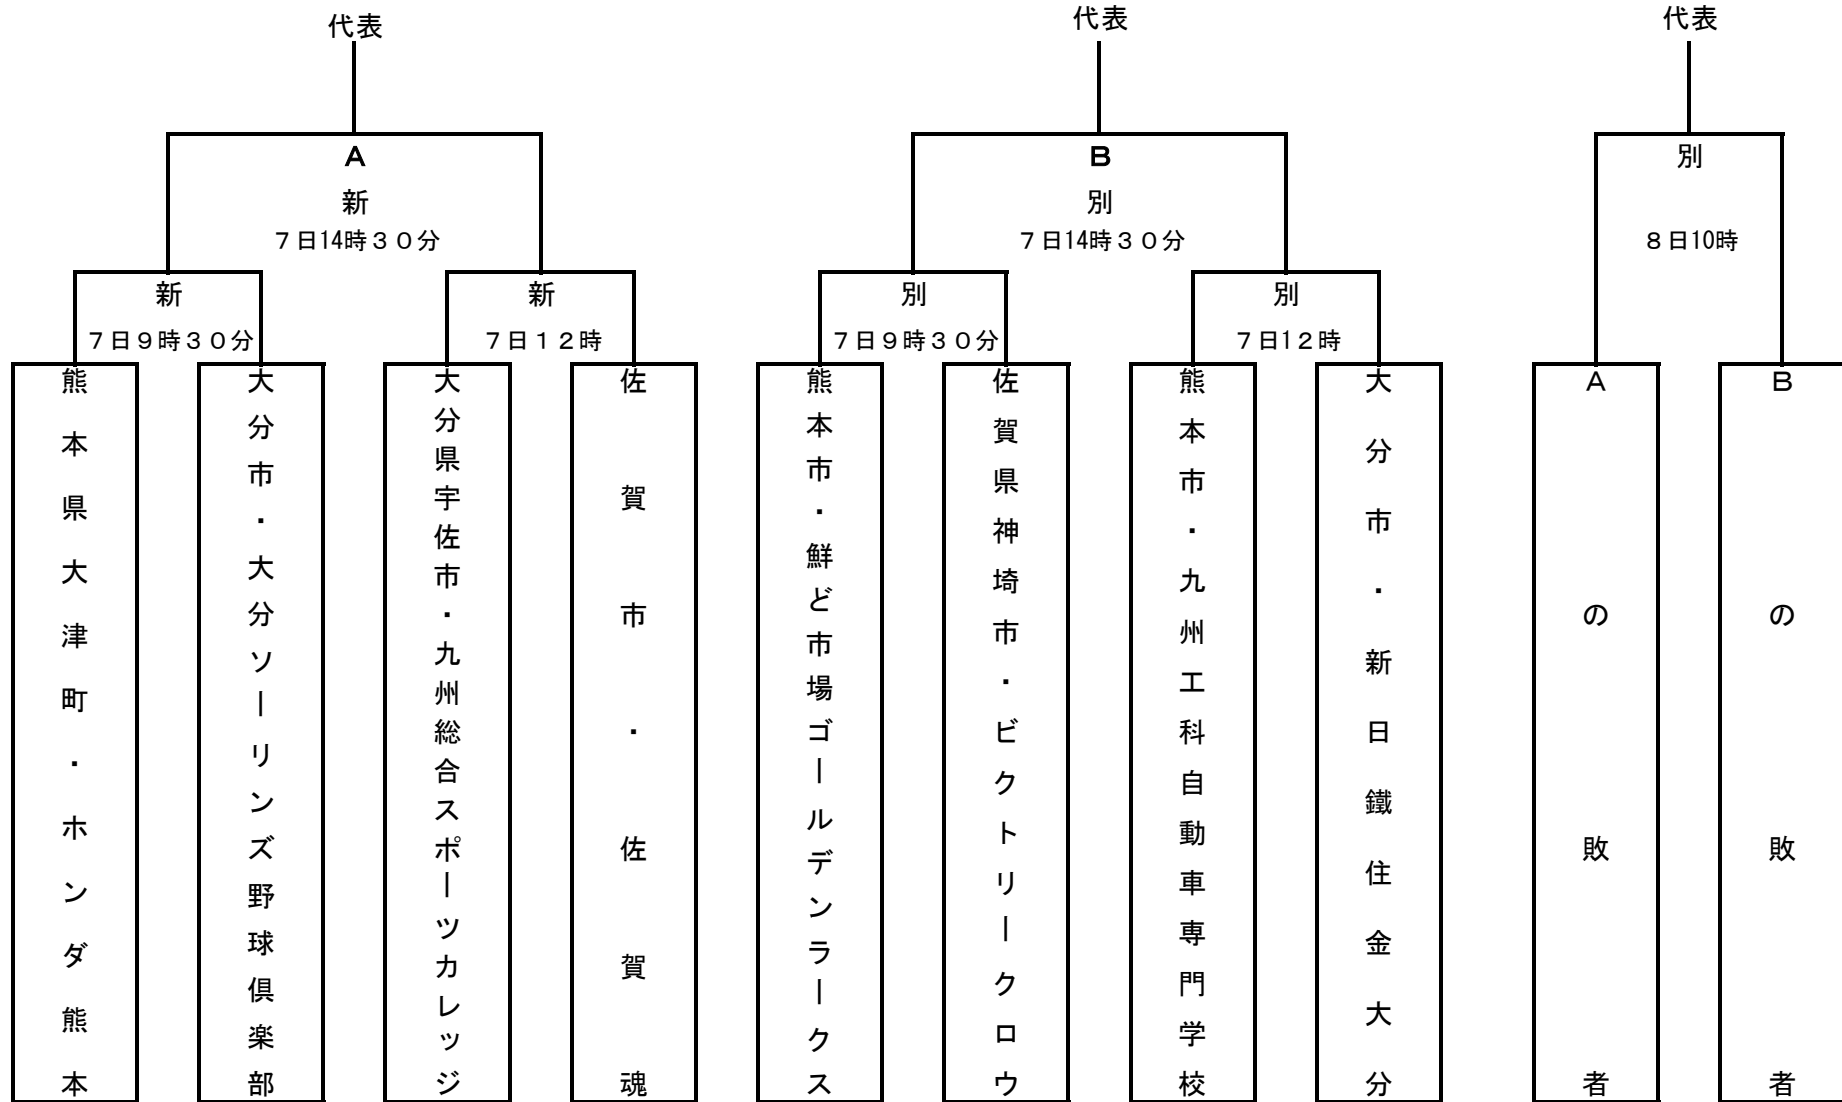 代表
代表
代表
A
B
別
新
別
7日14時30分
7日14時30分
8日10時
新
新
別
別
7日9時30分
7日12時
7日9時30分
7日12時
熊本県大津町・ホンダ熊本
大分市・大分ソーリンズ野球倶楽部
大分県宇佐市・九州総合スポーツカレッジ
佐賀市・佐賀魂
熊本市・鮮ど市場ゴールデンラークス
佐賀県神埼市・ビクトリークロウ
熊本市・九州工科自動車専門学校
大分市・新日鐵住金大分
Aの敗者
Bの敗者